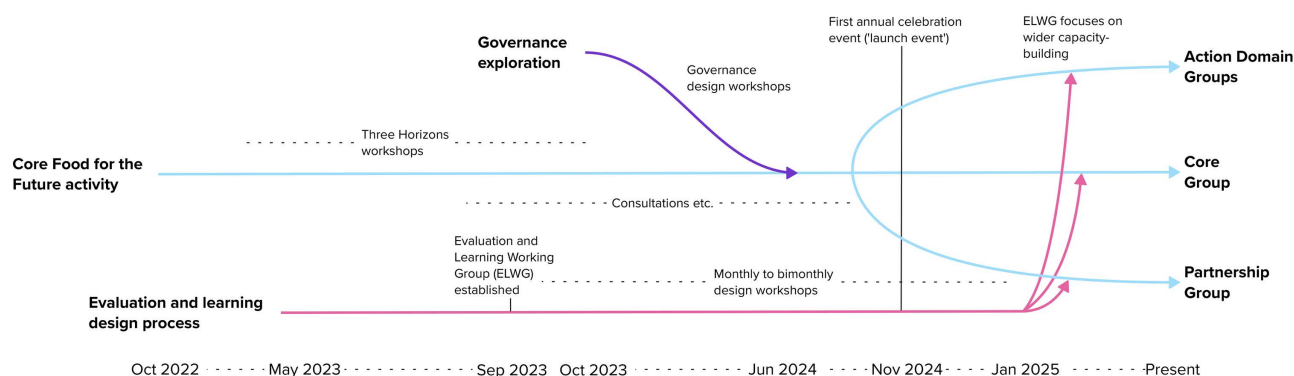 First annual celebration
event ('launch event')
ELWG focuses on
wider capacity-
building
Governance
exploration
Governance
design workshops
Action Domain
Groups
Three Horizons
workshops
Core Food for the
Future activity
Core
Group
Consultations etc.
Evaluation and
Learning Working
Group (ELWG)
established
Monthly to bimonthly
design workshops
Partnership
Group
Evaluation and learning
design process
Oct 2022 May 2023 Sep 2023 Oct 2023 Jun 2024 Nov 2024 Jan 2025 Present